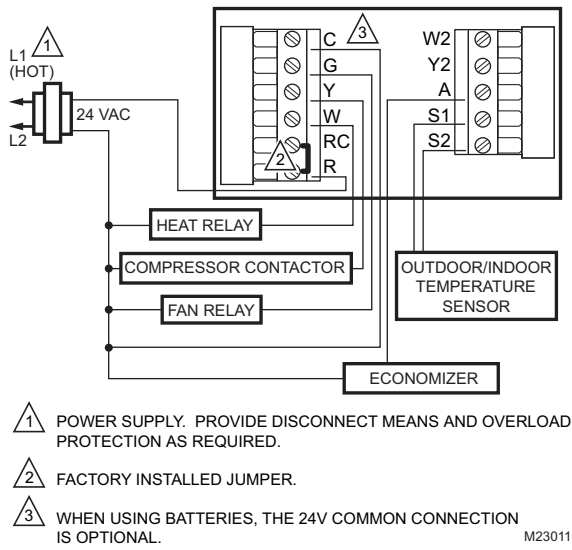 L1
(HOT)
1
L2
24 VAC
3
C
G
Y
W
RC
R
2
W2
Y2
A
S1
S2
HEAT RELAY
COMPRESSOR CONTACTOR
FAN RELAY
OUTDOOR/INDOOR
TEMPERATURE
SENSOR
ECONOMIZER
1 POWER SUPPLY. PROVIDE DISCONNECT MEANS AND OVERLOAD
PROTECTION AS REQUIRED.
2 FACTORY INSTALLED JUMPER.
3 WHEN USING BATTERIES, THE 24V COMMON CONNECTION
IS OPTIONAL.
M23011